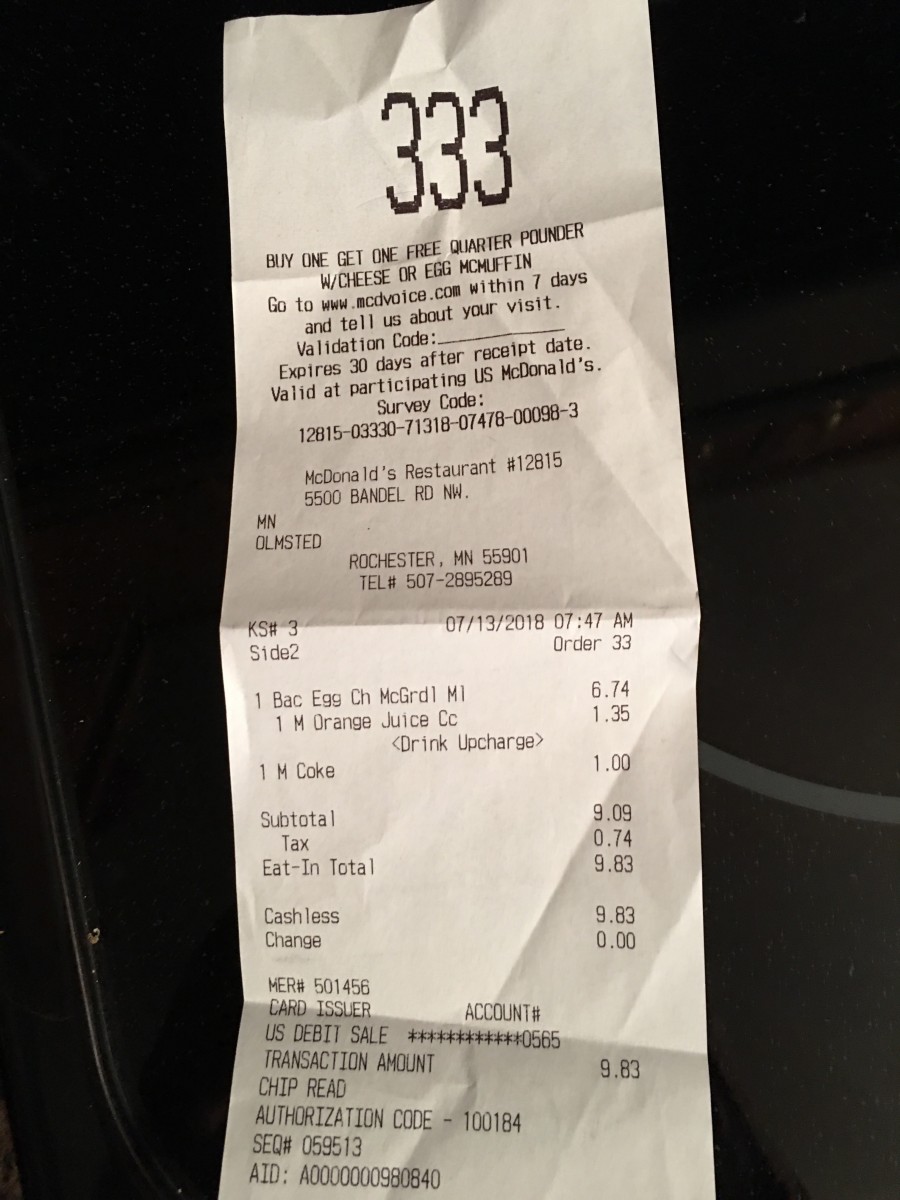 333
BUY ONE GET ONE FREE QUARTER POUNDER
W/CHEESE OR EGG MCMUFFIN
Go to www.mcdvoice.com within 7 days
and tell us about your visit.
Validation Code:____________
Expires 30 days after receipt date.
Valid at participating US McDonald's.
Survey Code:
12815-03330-71318-07478-00098-3
McDonald's Restaurant #12815
5500 BANDEL RD NW.
MN
OLMSTED
ROCHESTER, MN 55901
TEL# 507-2895289
KS# 3 07/13/2018 07:47 AM
Side2 Order 33
1 Bac Egg Ch McGrdl Ml 6.74
1 M Orange Juice Cc 1.35
<Drink Upcharge>
1 M Coke 1.00
Subtotal 9.09
Tax 0.74
Eat-In Total 9.83
Cashless 9.83
Change 0.00
MER# 501456
CARD ISSUER ACCOUNT#
US DEBIT SALE ************0565
TRANSACTION AMOUNT 9.83
CHIP READ
AUTHORIZATION CODE - 100184
SEQ# 059513
AID: A0000000980840